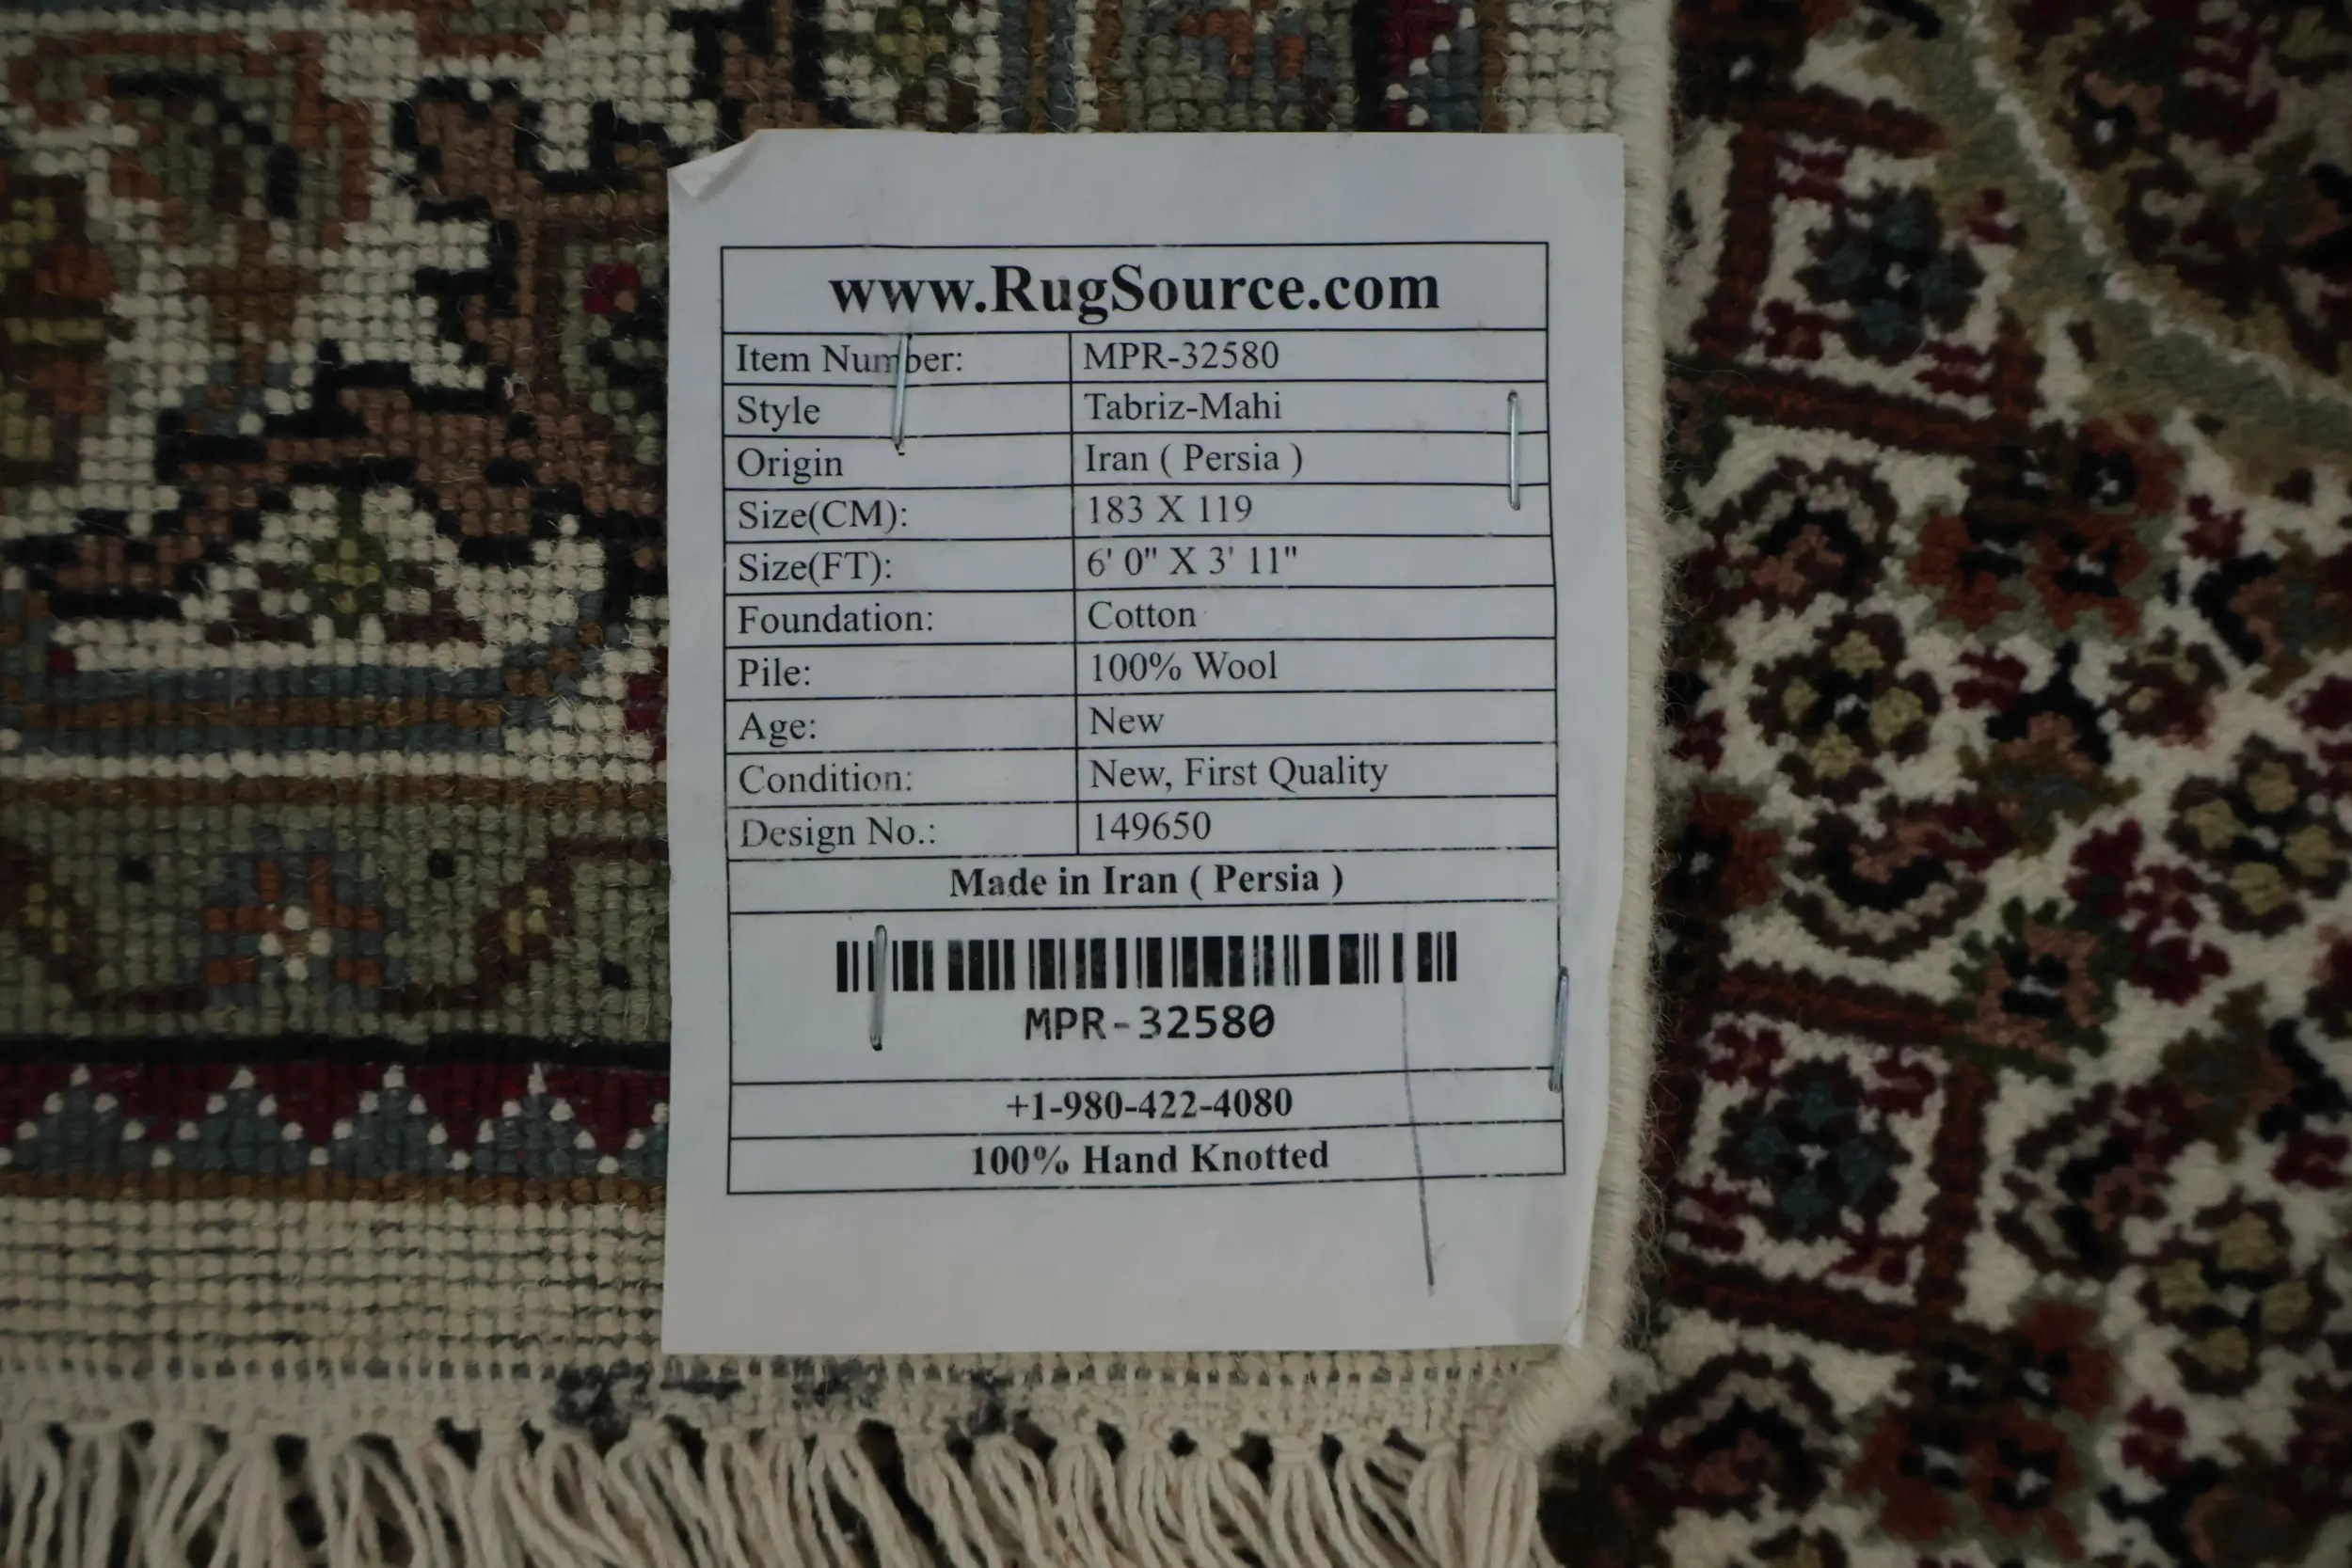 www.RugSource.com
Item Number: MPR-32580
Style Tabriz-Mahi
Origin Iran ( Persia )
Size(CM): 183 X 119
Size(FT): 6' 0" X 3' 11"
Foundation: Cotton
Pile: 100% Wool
Age: New
Condition: New, First Quality
Design No.: 149650
Made in Iran ( Persia )
MPR-32580
+1-980-422-4080
100% Hand Knotted